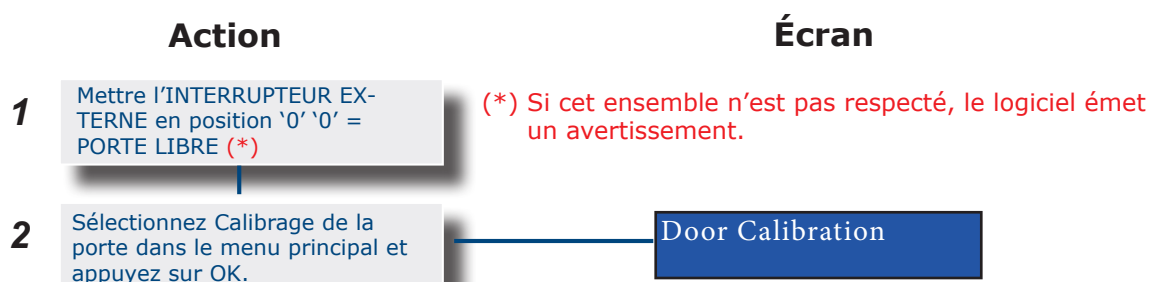 Action
Écran
1
Mettre l’INTERRUPTEUR EX-
TERNE en position ‘0’ ‘0’ =
PORTE LIBRE (*)
(*) Si cet ensemble n’est pas respecté, le logiciel émet
un avertissement.
2
Sélectionnez Calibrage de la
porte dans le menu principal et
appuyez sur OK.
Door Calibration